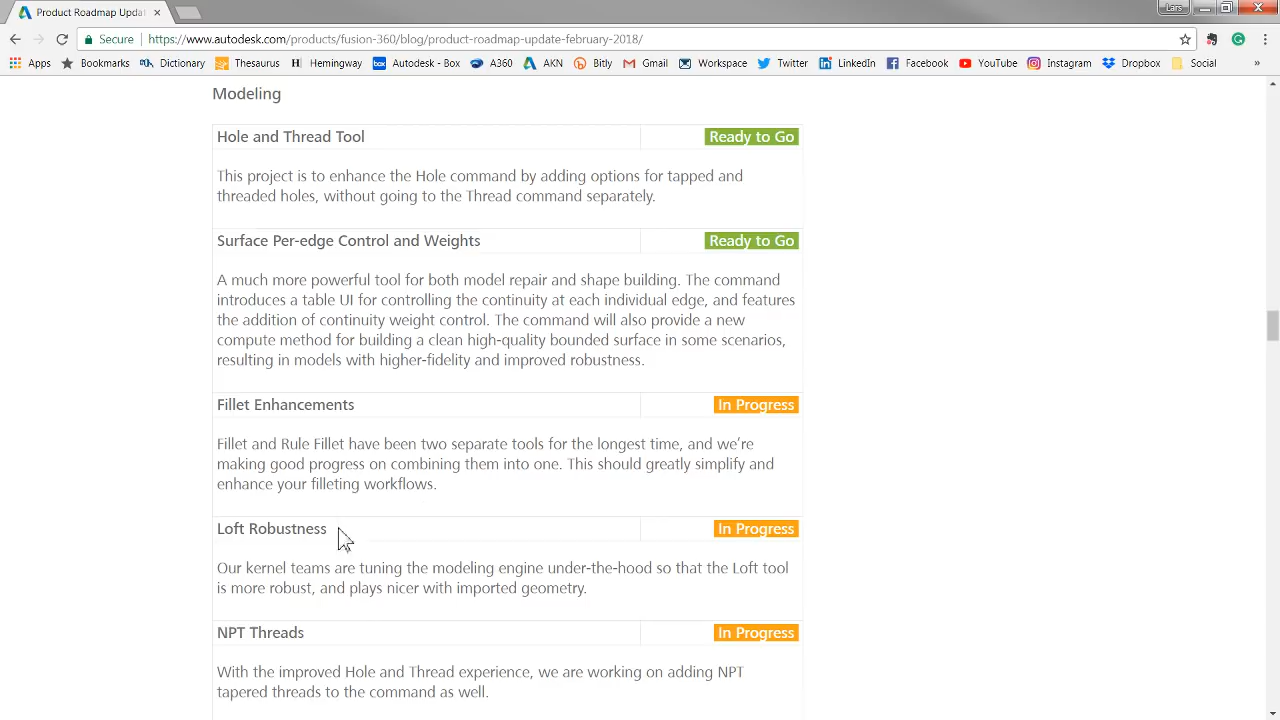 Product Roadmap Upda
Lars
Secure
https://www.autodesk.com/products/fusion-360/blog/product-roadmap-update-february-2018/
Apps Bookmarks Dictionary Thesaurus Hemingway Autodesk - Box A360 AKN Bitly Gmail Workspace Twitter LinkedIn Facebook YouTube Instagram Dropbox Social »
Modeling
Hole and Thread Tool Ready to Go
This project is to enhance the Hole command by adding options for tapped and
threaded holes, without going to the Thread command separately.
Surface Per-edge Control and Weights Ready to Go
A much more powerful tool for both model repair and shape building. The command
introduces a table UI for controlling the continuity at each individual edge, and features
the addition of continuity weight control. The command will also provide a new
compute method for building a clean high-quality bounded surface in some scenarios,
resulting in models with higher-fidelity and improved robustness.
Fillet Enhancements In Progress
Fillet and Rule Fillet have been two separate tools for the longest time, and we’re
making good progress on combining them into one. This should greatly simplify and
enhance your filleting workflows.
Loft Robustness In Progress
Our kernel teams are tuning the modeling engine under-the-hood so that the Loft tool
is more robust, and plays nicer with imported geometry.
NPT Threads In Progress
With the improved Hole and Thread experience, we are working on adding NPT
tapered threads to the command as well.